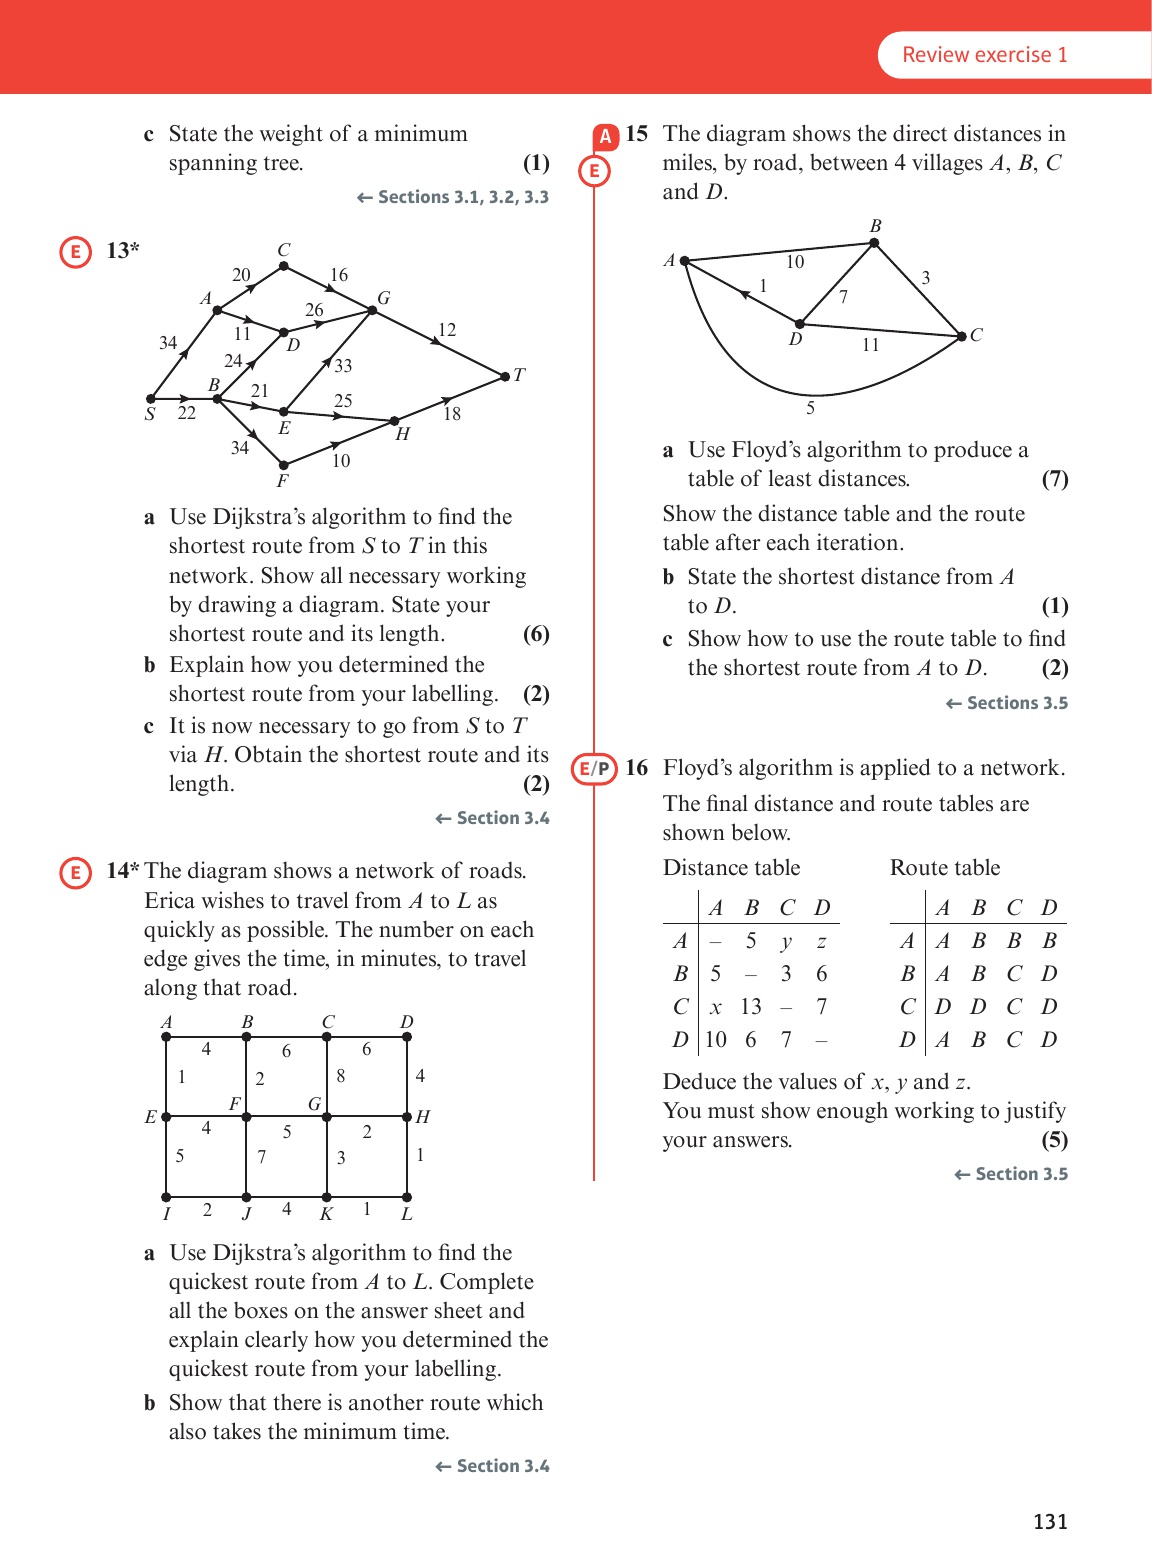 Review exercise 1
c State the weight of a minimum
spanning tree. (1)
← Sections 3.1, 3.2, 3.3
E 13*
C
20 16
A G
26
11 D 12
34 24 33
T
B 21 25
S 22 E 18
H
34 10
F
a Use Dijkstra's algorithm to find the
shortest route from S to T in this
network. Show all necessary working
by drawing a diagram. State your
shortest route and its length. (6)
b Explain how you determined the
shortest route from your labelling. (2)
c It is now necessary to go from S to T
via H. Obtain the shortest route and its
length. (2)
← Section 3.4
E 14* The diagram shows a network of roads.
Erica wishes to travel from A to L as
quickly as possible. The number on each
edge gives the time, in minutes, to travel
along that road.
A B C D
4 6 6
1 2 8 4
E F G H
4 5 2
5 7 3 1
I 2 J 4 K 1 L
a Use Dijkstra's algorithm to find the
quickest route from A to L. Complete
all the boxes on the answer sheet and
explain clearly how you determined the
quickest route from your labelling.
b Show that there is another route which
also takes the minimum time.
← Section 3.4
A 15 The diagram shows the direct distances in
E miles, by road, between 4 villages A, B, C
and D.
B
A 10
1 7 3
D 11 C
5
a Use Floyd's algorithm to produce a
table of least distances. (7)
Show the distance table and the route
table after each iteration.
b State the shortest distance from A
to D. (1)
c Show how to use the route table to find
the shortest route from A to D. (2)
← Sections 3.5
E/P 16 Floyd's algorithm is applied to a network.
The final distance and route tables are
shown below.
Distance table Route table
A B C D A B C D
A – 5 y z A A B B B
B 5 – 3 6 B A B C D
C x 13 – 7 C D D C D
D 10 6 7 – D A B C D
Deduce the values of x, y and z.
You must show enough working to justify
your answers. (5)
← Section 3.5
131